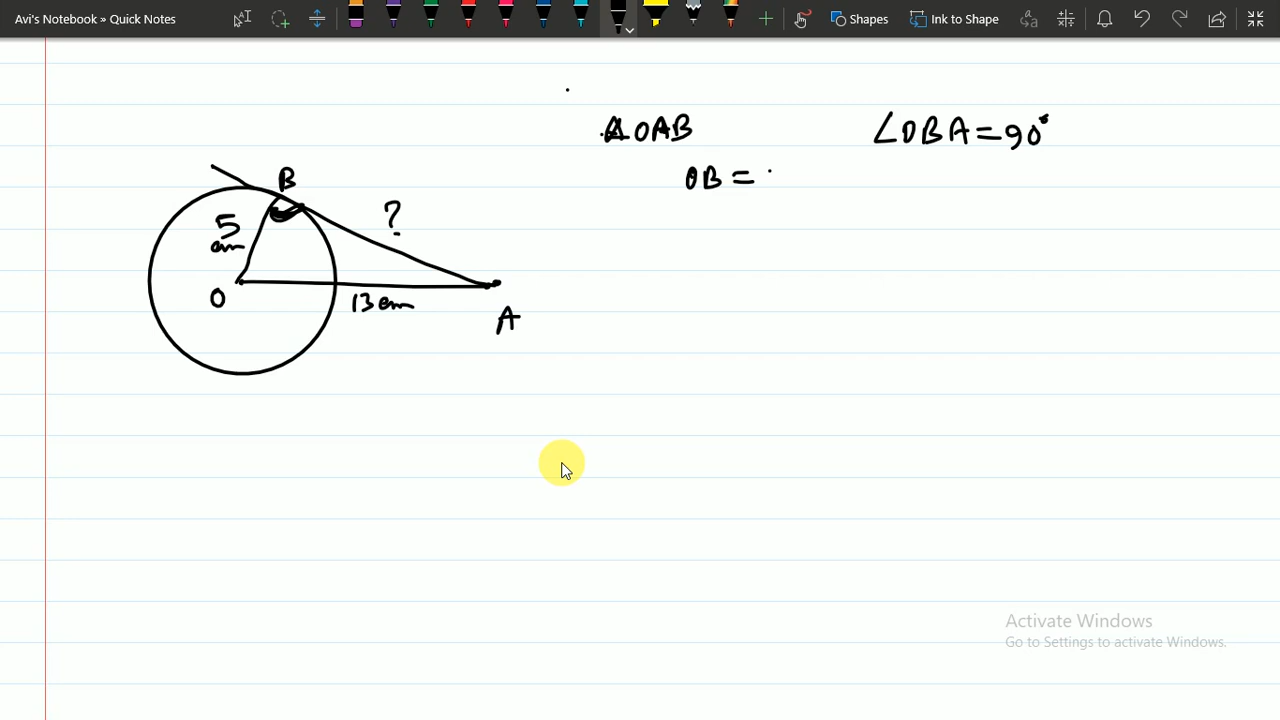 Avi's Notebook » Quick Notes
Shapes
Ink to Shape
△OAB
∠OBA=90°
OB =
B
5
cm
?
O
13 cm
A
Activate Windows
Go to Settings to activate Windows.